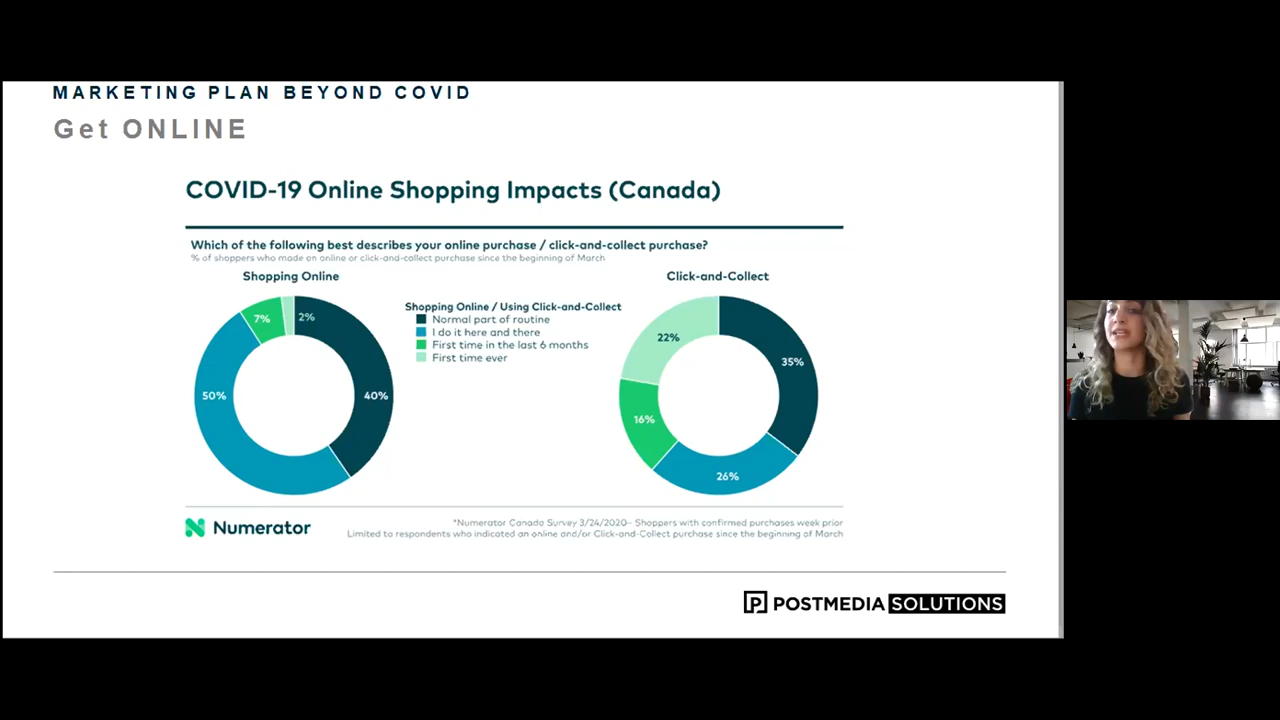 MARKETING PLAN BEYOND COVID
Get ONLINE
COVID-19 Online Shopping Impacts (Canada)
Which of the following best describes your online purchase / click-and-collect purchase?
% of shoppers who made an online or click-and-collect purchase since the beginning of March
Shopping Online
Click-and-Collect
Shopping Online / Using Click-and-Collect
Normal part of routine
I do it here and there
First time in the last 6 months
First time ever
7%
2%
50%
40%
22%
35%
16%
26%
Numerator
*Numerator Canada Survey 3/24/2020– Shoppers with confirmed purchases week prior
Limited to respondents who indicated an online and/or Click-and-Collect purchase since the beginning of March
P POSTMEDIA SOLUTIONS